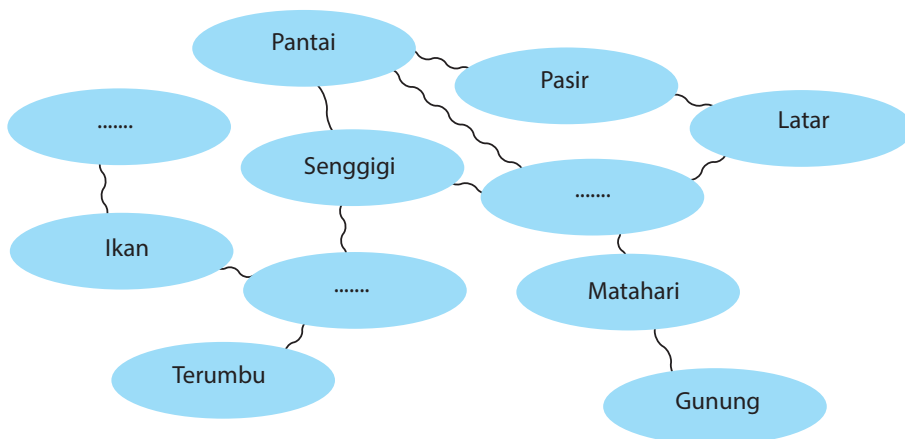 Pantai
Pasir
.......
Latar
Senggigi
.......
Ikan
.......
Matahari
Terumbu
Gunung